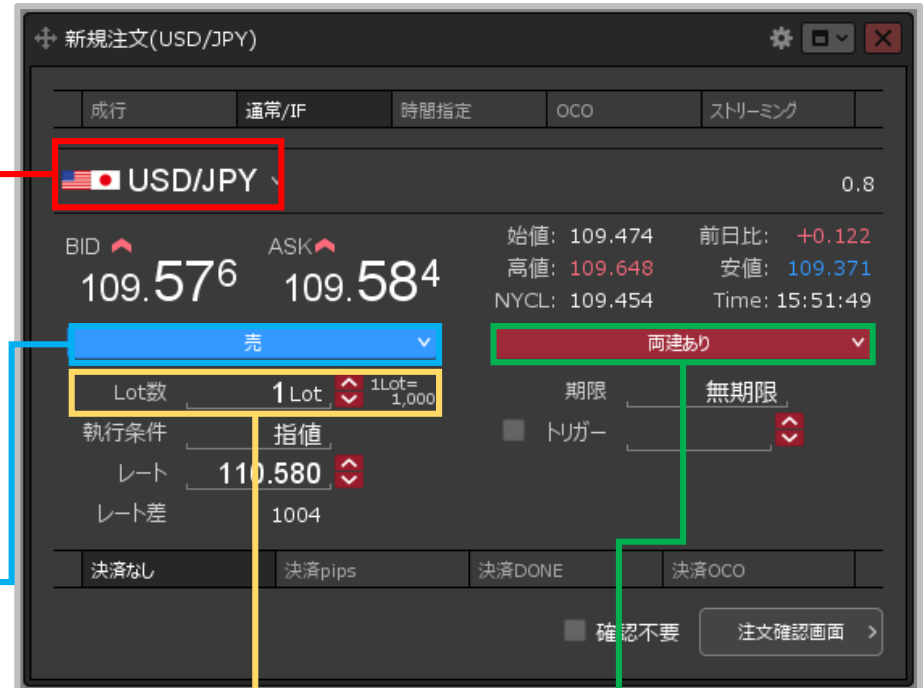 新規注文(USD/JPY)
成行 通常/IF 時間指定 OCO ストリーミング
USD/JPY 0.8
BID ASK 始値: 109.474 前日比: +0.122
109.576 109.584 高値: 109.648 安値: 109.371
NYCL: 109.454 Time: 15:51:49
売 両建あり
Lot数 1 Lot 1Lot= 1,000 期限 無期限
執行条件 指値 トリガー
レート 110.580
レート差 1004
決済なし 決済pips 決済DONE 決済OCO
確認不要 注文確認画面